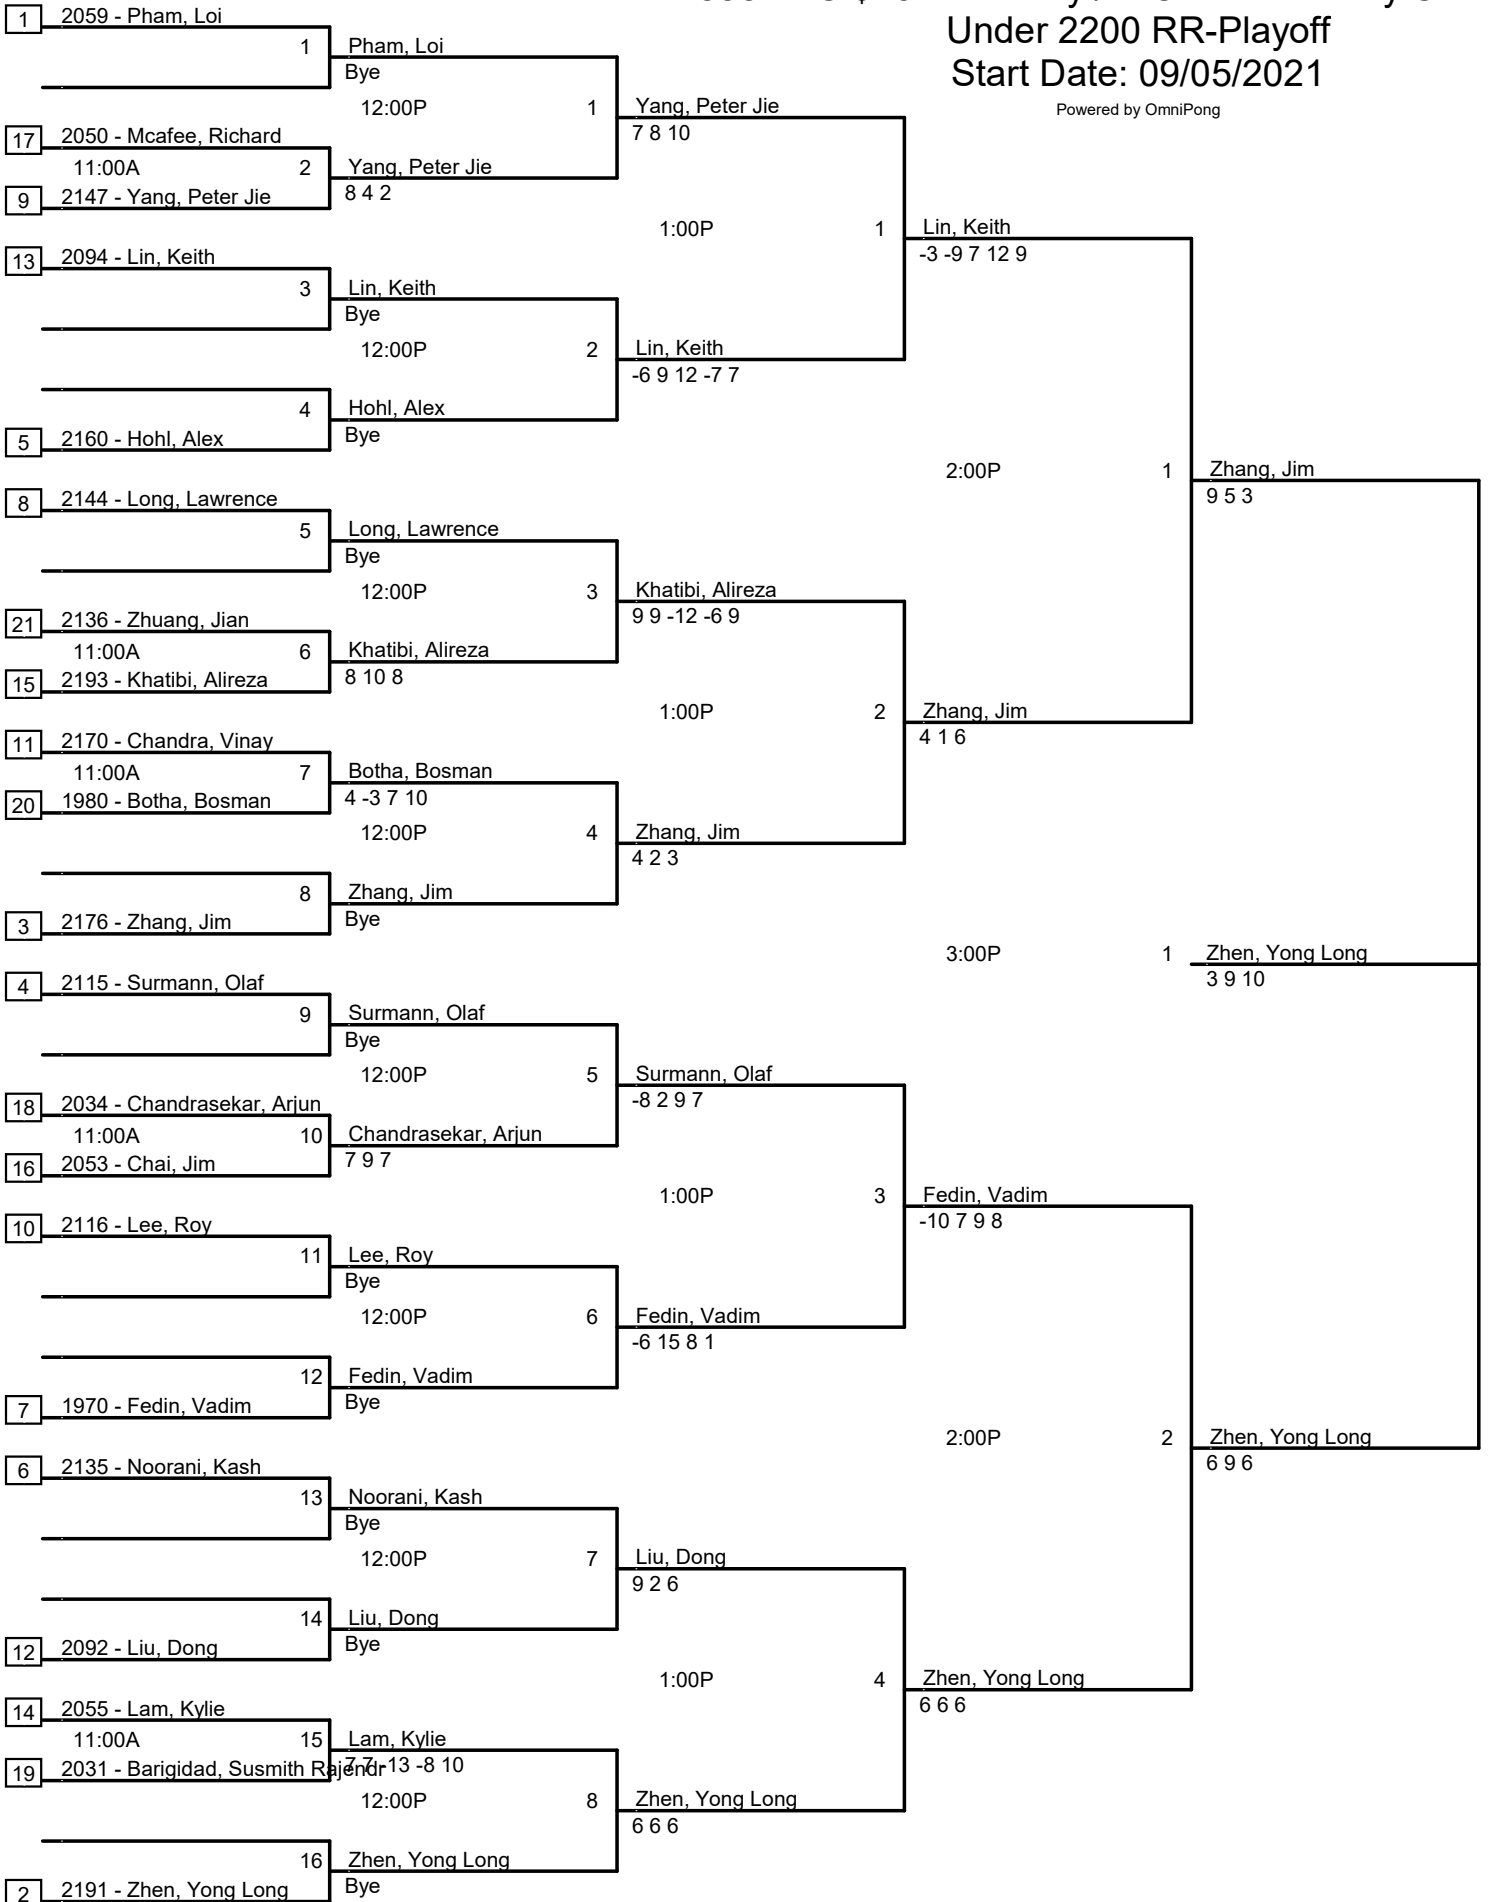 Under 2200 RR-Playoff
Start Date: 09/05/2021
Powered by OmniPong
1 2059 - Pham, Loi
1 Pham, Loi
Bye
12:00P 1 Yang, Peter Jie
7 8 10
17 2050 - Mcafee, Richard
11:00A 2 Yang, Peter Jie
8 4 2
9 2147 - Yang, Peter Jie
1:00P 1 Lin, Keith
-3 -9 7 12 9
13 2094 - Lin, Keith
3 Lin, Keith
Bye
12:00P 2 Lin, Keith
-6 9 12 -7 7
4 Hohl, Alex
Bye
5 2160 - Hohl, Alex
2:00P 1 Zhang, Jim
9 5 3
8 2144 - Long, Lawrence
5 Long, Lawrence
Bye
12:00P 3 Khatibi, Alireza
9 9 -12 -6 9
21 2136 - Zhuang, Jian
11:00A 6 Khatibi, Alireza
8 10 8
15 2193 - Khatibi, Alireza
1:00P 2 Zhang, Jim
4 1 6
11 2170 - Chandra, Vinay
11:00A 7 Botha, Bosman
4 -3 7 10
20 1980 - Botha, Bosman
12:00P 4 Zhang, Jim
4 2 3
8 Zhang, Jim
Bye
3 2176 - Zhang, Jim
3:00P 1 Zhen, Yong Long
3 9 10
4 2115 - Surmann, Olaf
9 Surmann, Olaf
Bye
12:00P 5 Surmann, Olaf
-8 2 9 7
18 2034 - Chandrasekar, Arjun
11:00A 10 Chandrasekar, Arjun
7 9 7
16 2053 - Chai, Jim
1:00P 3 Fedin, Vadim
-10 7 9 8
10 2116 - Lee, Roy
11 Lee, Roy
Bye
12:00P 6 Fedin, Vadim
-6 15 8 1
12 Fedin, Vadim
Bye
7 1970 - Fedin, Vadim
2:00P 2 Zhen, Yong Long
6 9 6
6 2135 - Noorani, Kash
13 Noorani, Kash
Bye
12:00P 7 Liu, Dong
9 2 6
14 Liu, Dong
Bye
12 2092 - Liu, Dong
1:00P 4 Zhen, Yong Long
6 6 6
14 2055 - Lam, Kylie
11:00A 15 Lam, Kylie
7 7 -13 -8 10
19 2031 - Barigidad, Susmith Rajendr
12:00P 8 Zhen, Yong Long
6 6 6
16 Zhen, Yong Long
Bye
2 2191 - Zhen, Yong Long